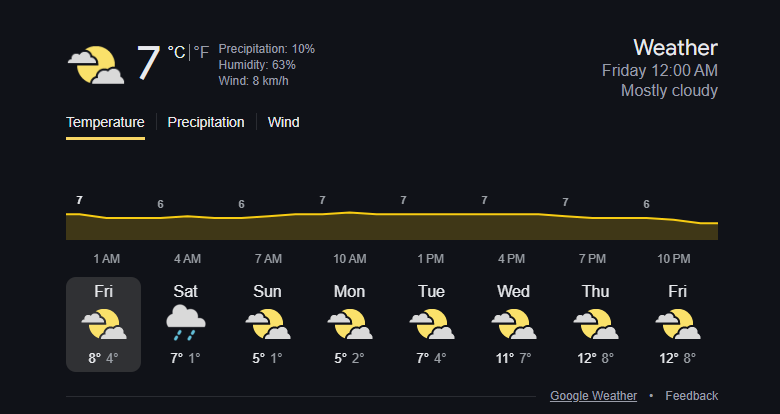 7 °C | °F
Precipitation: 10%
Humidity: 63%
Wind: 8 km/h
Weather
Friday 12:00 AM
Mostly cloudy
Temperature | Precipitation | Wind
7 6 6 7 7 7 7 6
1 AM 4 AM 7 AM 10 AM 1 PM 4 PM 7 PM 10 PM
Fri Sat Sun Mon Tue Wed Thu Fri
8° 4° 7° 1° 5° 1° 5° 2° 7° 4° 11° 7° 12° 8° 12° 8°
Google Weather • Feedback